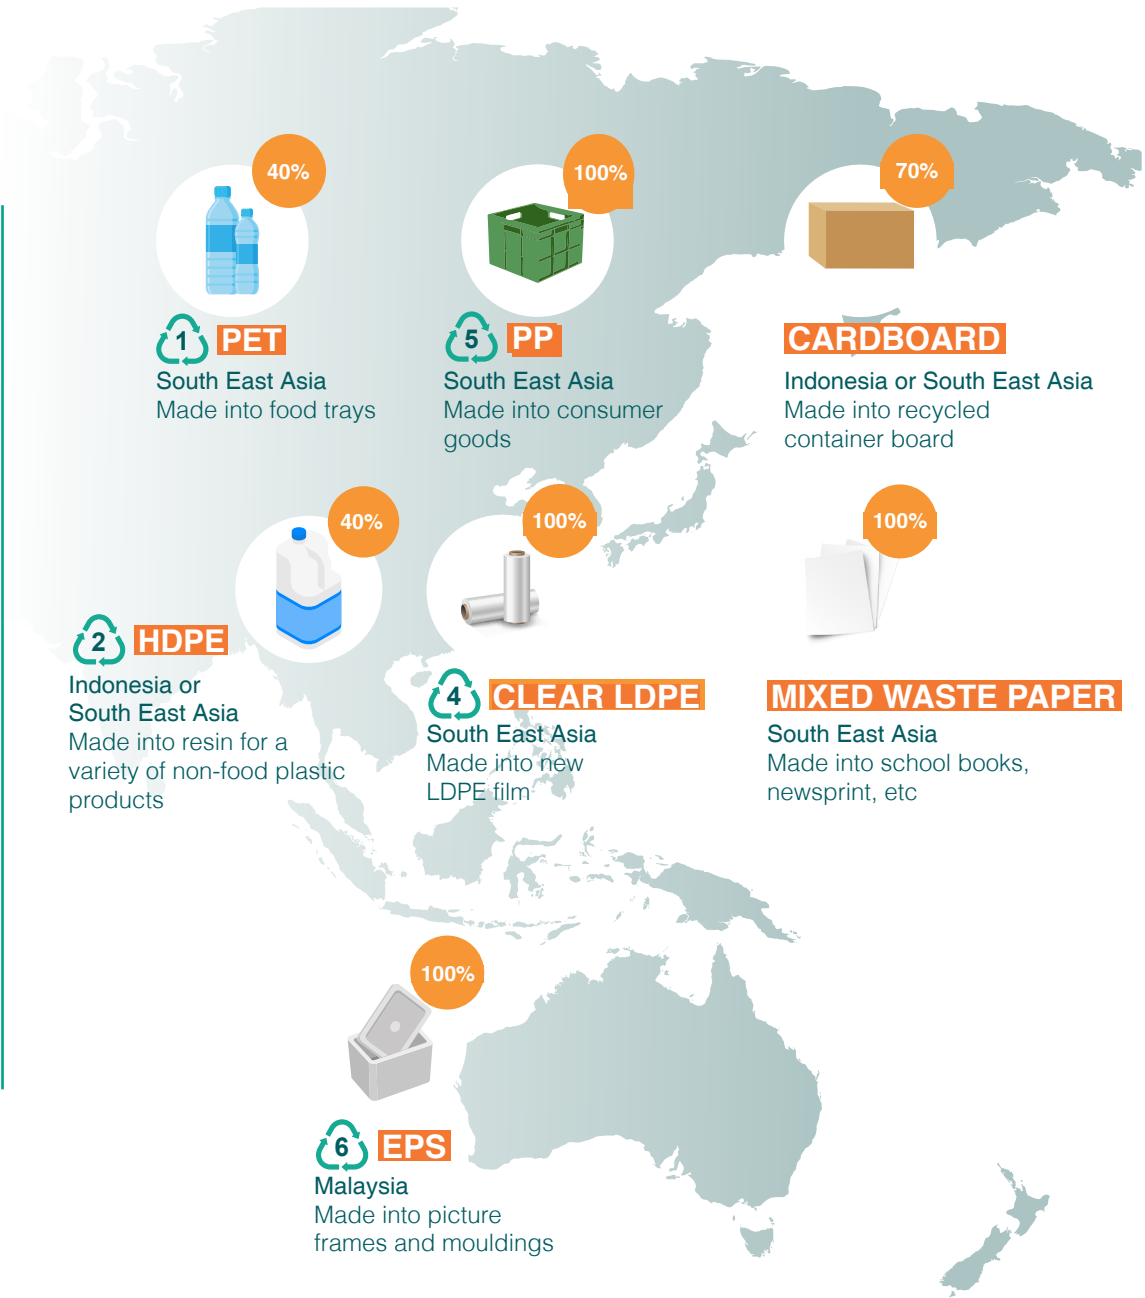 40%
1 PET
South East Asia
Made into food trays
100%
5 PP
South East Asia
Made into consumer
goods
70%
CARDBOARD
Indonesia or South East Asia
Made into recycled
container board
40%
2 HDPE
Indonesia or
South East Asia
Made into resin for a
variety of non-food plastic
products
100%
4 CLEAR LDPE
South East Asia
Made into new
LDPE film
100%
MIXED WASTE PAPER
South East Asia
Made into school books,
newsprint, etc
100%
6 EPS
Malaysia
Made into picture
frames and mouldings